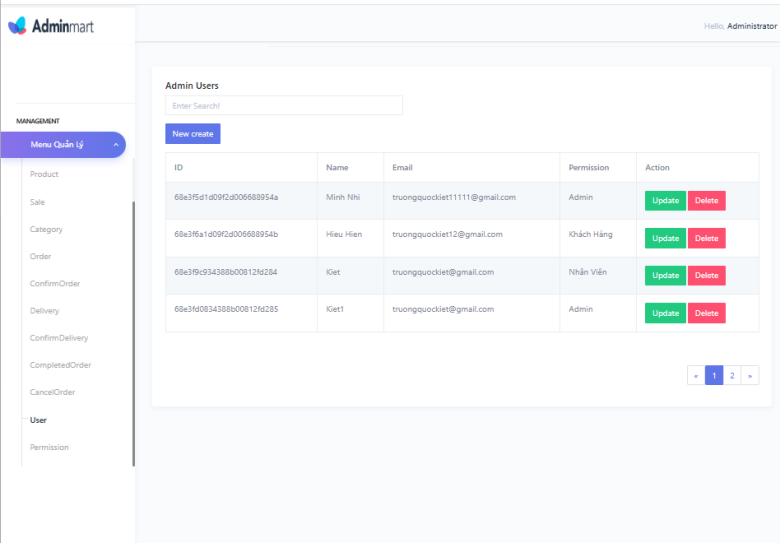 Adminmart
Hello, Administrator
MANAGEMENT
Menu Quản Lý
Product
Sale
Category
Order
ConfirmOrder
Delivery
ConfirmDelivery
CompletedOrder
CancelOrder
User
Permission
Admin Users
Enter Search!
New create
ID Name Email Permission Action
68e3f5d1d09f2d006688954a Minh Nhi truongquockiet11111@gmail.com Admin Update Delete
68e3f6a1d09f2d006688954b Hieu Hien truongquockiet12@gmail.com Khách Hàng Update Delete
68e3f9c934388b00812fd284 Kiet truongquockiet@gmail.com Nhân Viên Update Delete
68e3fd0834388b00812fd285 Kiet1 truongquockiet@gmail.com Admin Update Delete
« 1 2 »